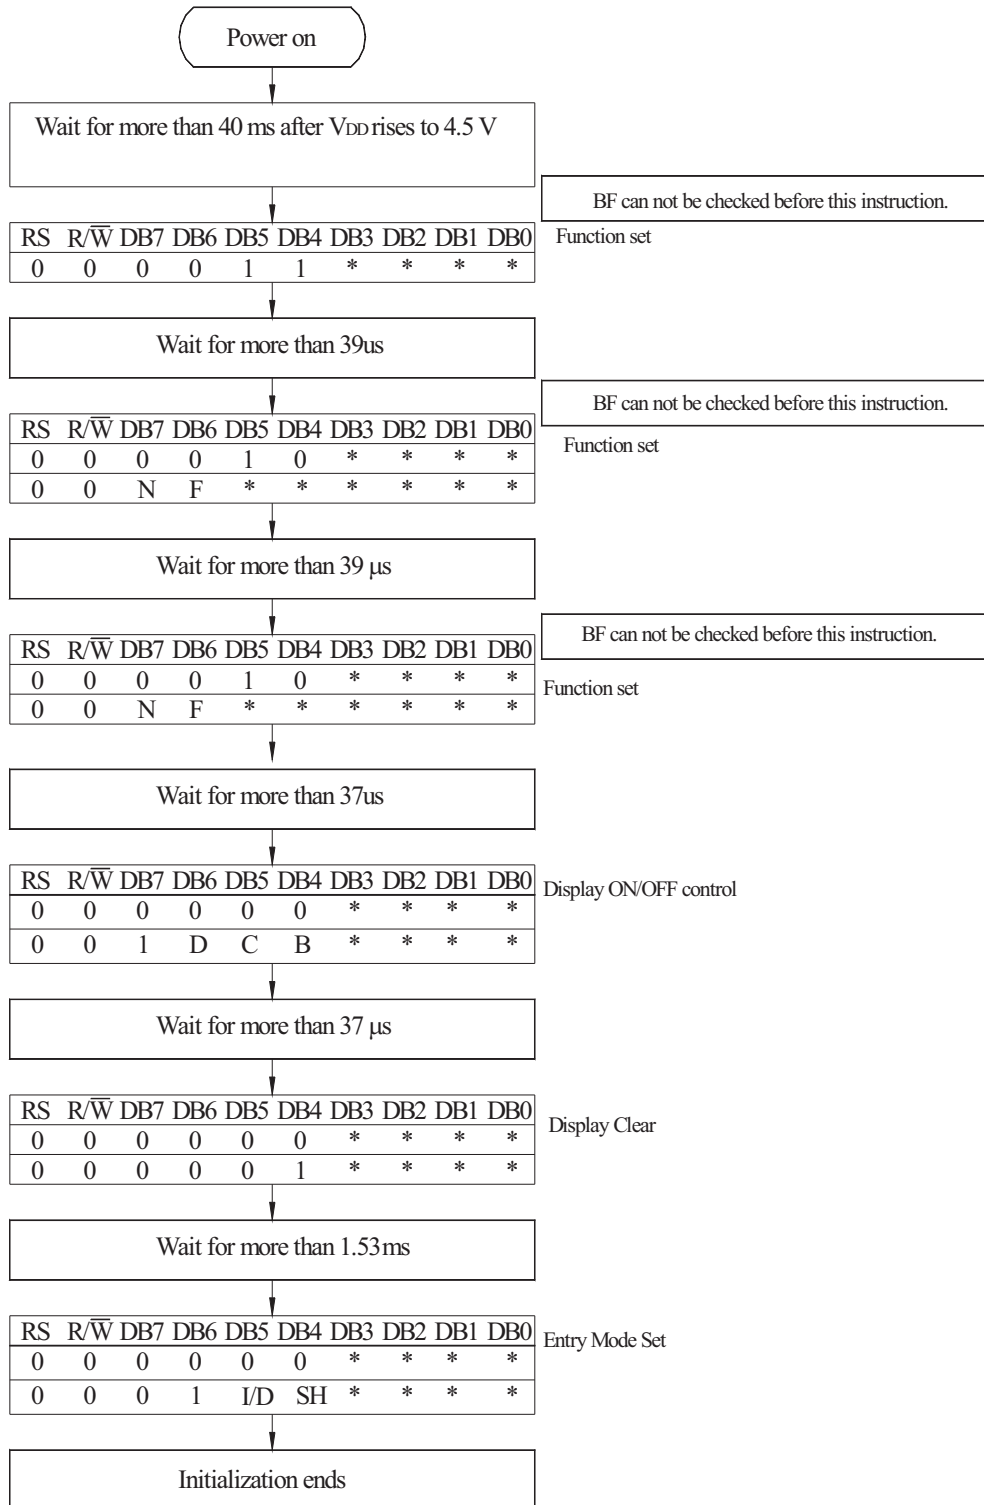 Power on
Wait for more than 40 ms after VDD rises to 4.5 V
BF can not be checked before this instruction.
RS R/W̅ DB7 DB6 DB5 DB4 DB3 DB2 DB1 DB0
Function set
0 0 0 0 1 1 * * * *
Wait for more than 39us
BF can not be checked before this instruction.
RS R/W̅ DB7 DB6 DB5 DB4 DB3 DB2 DB1 DB0
Function set
0 0 0 0 1 0 * * * *
0 0 N F * * * * * *
Wait for more than 39 µs
BF can not be checked before this instruction.
RS R/W̅ DB7 DB6 DB5 DB4 DB3 DB2 DB1 DB0
0 0 0 0 1 0 * * * *
Function set
0 0 N F * * * * * *
Wait for more than 37us
RS R/W̅ DB7 DB6 DB5 DB4 DB3 DB2 DB1 DB0
Display ON/OFF control
0 0 0 0 0 0 * * * *
0 0 1 D C B * * * *
Wait for more than 37 µs
RS R/W̅ DB7 DB6 DB5 DB4 DB3 DB2 DB1 DB0
Display Clear
0 0 0 0 0 0 * * * *
0 0 0 0 0 1 * * * *
Wait for more than 1.53ms
RS R/W̅ DB7 DB6 DB5 DB4 DB3 DB2 DB1 DB0
Entry Mode Set
0 0 0 0 0 0 * * * *
0 0 0 1 I/D SH * * * *
Initialization ends